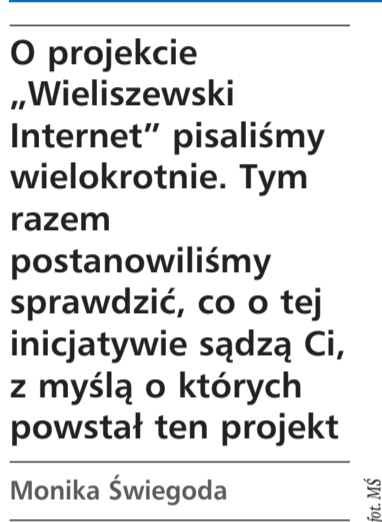 O projekcie
„Wieliszewski
Internet” pisaliśmy
wielokrotnie. Tym
razem
postanowiliśmy
sprawdzić, co o tej
inicjatywie sądzą Ci,
z myślą o których
powstał ten projekt
Monika Świegoda
fot. MŚ